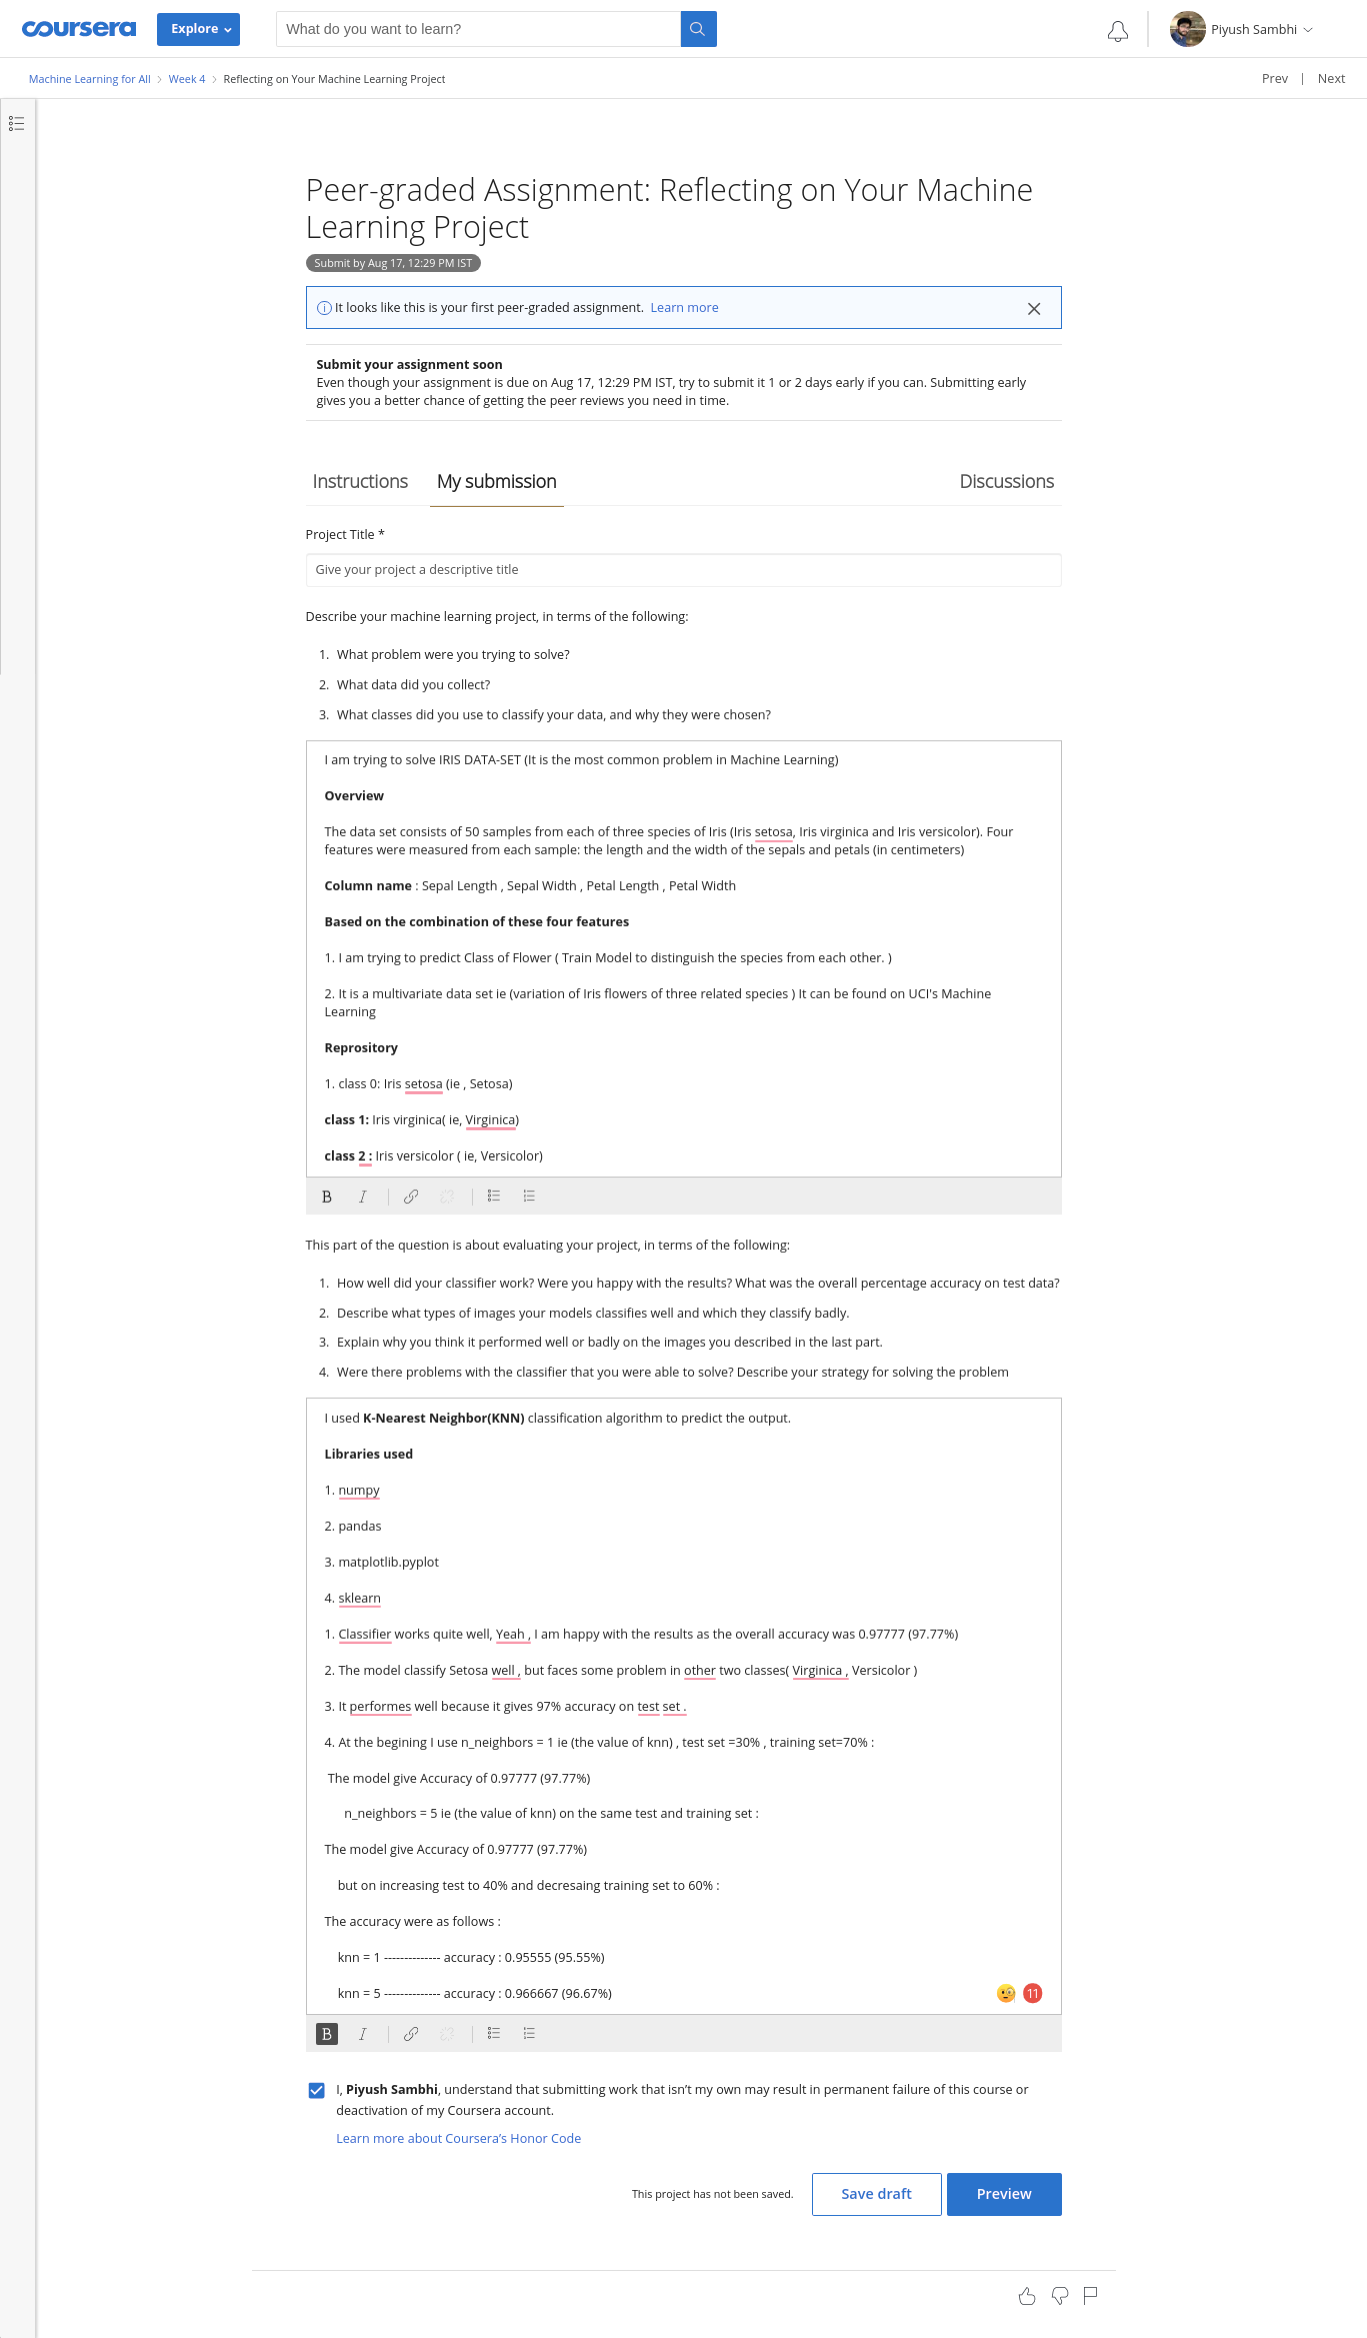 coursera
Explore
What do you want to learn?
Piyush Sambhi
Machine Learning for All > Week 4 > Reflecting on Your Machine Learning Project
Prev | Next
Peer-graded Assignment: Reflecting on Your Machine
Learning Project
Submit by Aug 17, 12:29 PM IST
It looks like this is your first peer-graded assignment. Learn more
Submit your assignment soon
Even though your assignment is due on Aug 17, 12:29 PM IST, try to submit it 1 or 2 days early if you can. Submitting early
gives you a better chance of getting the peer reviews you need in time.
Instructions My submission Discussions
Project Title *
Give your project a descriptive title
Describe your machine learning project, in terms of the following:
1. What problem were you trying to solve?
2. What data did you collect?
3. What classes did you use to classify your data, and why they were chosen?
I am trying to solve IRIS DATA-SET (It is the most common problem in Machine Learning)
Overview
The data set consists of 50 samples from each of three species of Iris (Iris setosa, Iris virginica and Iris versicolor). Four
features were measured from each sample: the length and the width of the sepals and petals (in centimeters)
Column name : Sepal Length , Sepal Width , Petal Length , Petal Width
Based on the combination of these four features
1. I am trying to predict Class of Flower ( Train Model to distinguish the species from each other. )
2. It is a multivariate data set ie (variation of Iris flowers of three related species ) It can be found on UCI's Machine
Learning
Reprository
1. class 0: Iris setosa (ie , Setosa)
class 1: Iris virginica( ie, Virginica)
class 2 : Iris versicolor ( ie, Versicolor)
B I
This part of the question is about evaluating your project, in terms of the following:
1. How well did your classifier work? Were you happy with the results? What was the overall percentage accuracy on test data?
2. Describe what types of images your models classifies well and which they classify badly.
3. Explain why you think it performed well or badly on the images you described in the last part.
4. Were there problems with the classifier that you were able to solve? Describe your strategy for solving the problem
I used K-Nearest Neighbor(KNN) classification algorithm to predict the output.
Libraries used
1. numpy
2. pandas
3. matplotlib.pyplot
4. sklearn
1. Classifier works quite well, Yeah , I am happy with the results as the overall accuracy was 0.97777 (97.77%)
2. The model classify Setosa well , but faces some problem in other two classes( Virginica , Versicolor )
3. It performes well because it gives 97% accuracy on test set .
4. At the begining I use n_neighbors = 1 ie (the value of knn) , test set =30% , training set=70% :
The model give Accuracy of 0.97777 (97.77%)
n_neighbors = 5 ie (the value of knn) on the same test and training set :
The model give Accuracy of 0.97777 (97.77%)
but on increasing test to 40% and decresaing training set to 60% :
The accuracy were as follows :
knn = 1 -------------- accuracy : 0.95555 (95.55%)
knn = 5 -------------- accuracy : 0.966667 (96.67%)
11
B I
I, Piyush Sambhi, understand that submitting work that isn't my own may result in permanent failure of this course or
deactivation of my Coursera account.
Learn more about Coursera's Honor Code
This project has not been saved. Save draft Preview